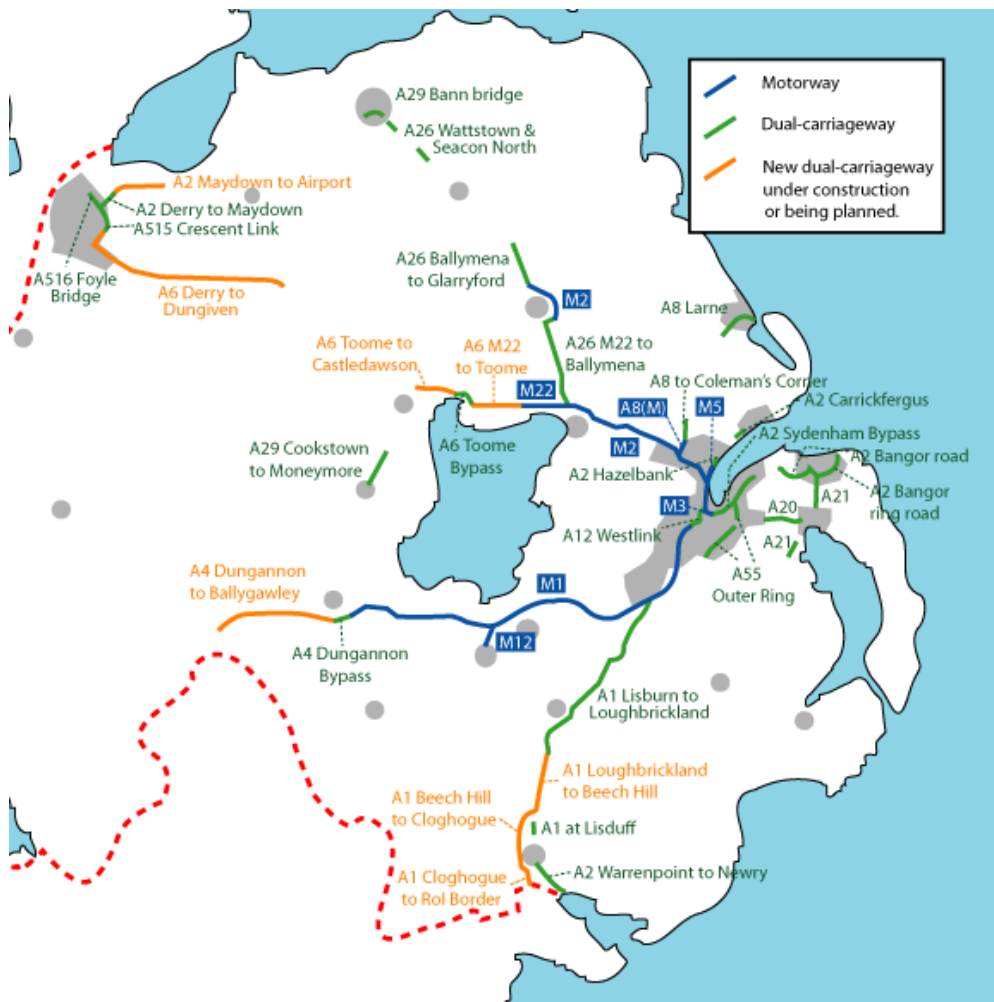 Motorway
Dual-carriageway
New dual-carriageway
under construction
or being planned.
A29 Bann bridge
A26 Wattstown &
Seacon North
A2 Maydown to Airport
A2 Derry to Maydown
A515 Crescent Link
A516 Foyle
Bridge
A6 Derry to
Dungiven
A26 Ballymena
to Glarryford
M2
A8 Larne
A6 Toome to
Castledawson
A6 M22
to Toome
A26 M22 to
Ballymena
M22
A8 to Coleman's Corner
A8(M)
M5
A2 Carrickfergus
M2
A2 Sydenham Bypass
A2 Bangor road
A29 Cookstown
to Moneymore
A6 Toome
Bypass
A2 Hazelbank
A2 Bangor
ring road
A21
A20
M3
A12 Westlink
A21
A55
Outer Ring
A4 Dungannon
to Ballygawley
M1
M12
A4 Dungannon
Bypass
A1 Lisburn to
Loughbrickland
A1 Loughbrickland
to Beech Hill
A1 Beech Hill
to Cloghogue
A1 at Lisduff
A1 Cloghogue
to RoI Border
A2 Warrenpoint to Newry